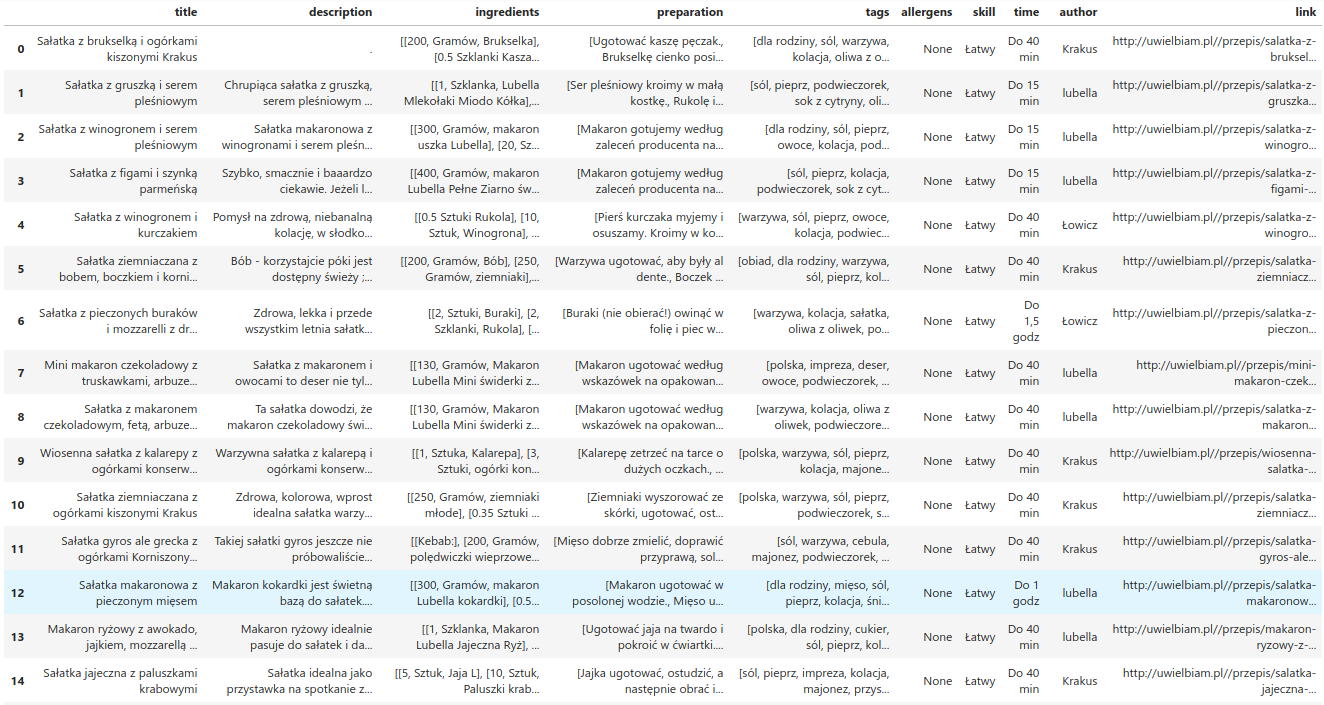 title
description
ingredients
preparation
tags
allergens
skill
time
author
link
0
Sałatka z brukselką i ogórkami
kiszonymi Krakus
.
[[200, Gramów, Brukselka],
[0.5 Szklanki Kasza...
[Ugotować kaszę pęczak.,
Brukselkę cienko posi...
[dla rodziny, sól, warzywa,
kolacja, oliwa z o...
None
Łatwy
Do 40
min
Krakus
http://uwielbiam.pl//przepis/salatka-z-
bruksel...
1
Sałatka z gruszką i serem
pleśniowym
Chrupiąca sałatka z gruszką,
serem pleśniowym ...
[[1, Szklanka, Lubella
Mlekołaki Miodo Kółka],...
[Ser pleśniowy kroimy w małą
kostkę., Rukolę i...
[sól, pieprz, podwieczorek,
sok z cytryny, oli...
None
Łatwy
Do 15
min
lubella
http://uwielbiam.pl//przepis/salatka-z-
gruszka...
2
Sałatka z winogronem i serem
pleśniowym
Sałatka makaronowa z
winogronami i serem pleśn...
[[300, Gramów, makaron
uszka Lubella], [20, Sz...
[Makaron gotujemy według
zaleceń producenta na...
[dla rodziny, sól, pieprz,
owoce, kolacja, pod...
None
Łatwy
Do 15
min
lubella
http://uwielbiam.pl//przepis/salatka-z-
winogro...
3
Sałatka z figami i szynką
parmeńską
Szybko, smacznie i baaardzo
ciekawie. Jeżeli l...
[[400, Gramów, makaron
Lubella Pełne Ziarno św...
[Makaron gotujemy według
zaleceń producenta na...
[sól, pieprz, kolacja,
podwieczorek, sok z cyt...
None
Łatwy
Do 15
min
lubella
http://uwielbiam.pl//przepis/salatka-z-
figami-...
4
Sałatka z winogronem i
kurczakiem
Pomysł na zdrową, niebanalną
kolację, w słodko...
[[0.5 Sztuki Rukola], [10,
Sztuk, Winogrona], ...
[Pierś kurczaka myjemy i
osuszamy. Kroimy w ko...
[warzywa, sól, pieprz, owoce,
kolacja, podwiec...
None
Łatwy
Do 40
min
Łowicz
http://uwielbiam.pl//przepis/salatka-z-
winogro...
5
Sałatka ziemniaczana z
bobem, boczkiem i korni...
Bób - korzystajcie póki jest
dostępny świeży ;...
[[200, Gramów, Bób], [250,
Gramów, ziemniaki],...
[Warzywa ugotować, aby były al
dente., Boczek ...
[obiad, dla rodziny, warzywa,
sól, pieprz, kol...
None
Łatwy
Do 40
min
Krakus
http://uwielbiam.pl//przepis/salatka-
ziemniacz...
6
Sałatka z pieczonych buraków
i mozzarelli z dr...
Zdrowa, lekka i przede
wszystkim letnia sałatk...
[[2, Sztuki, Buraki], [2,
Szklanki, Rukola], [...
[Buraki (nie obierać!) owinąć w
folię i piec w...
[warzywa, kolacja, sałatka,
oliwa z oliwek, po...
None
Łatwy
Do
1,5
godz
Łowicz
http://uwielbiam.pl//przepis/salatka-z-
pieczon...
7
Mini makaron czekoladowy z
truskawkami, arbuze...
Sałatka z makaronem i
owocami to deser nie tyl...
[[130, Gramów, Makaron
Lubella Mini świderki z...
[Makaron ugotować według
wskazówek na opakowan...
[polska, impreza, deser,
owoce, podwieczorek, ...
None
Łatwy
Do 40
min
lubella
http://uwielbiam.pl//przepis/mini-
makaron-czek...
8
Sałatka z makaronem
czekoladowym, fetą, arbuze...
Ta sałatka dowodzi, że
makaron czekoladowy świ...
[[130, Gramów, Makaron
Lubella Mini świderki z...
[Makaron ugotować według
wskazówek na opakowan...
[warzywa, kolacja, oliwa z
oliwek, podwieczore...
None
Łatwy
Do 40
min
lubella
http://uwielbiam.pl//przepis/salatka-z-
makaron...
9
Wiosenna sałatka z kalarepy z
ogórkami konserw...
Warzywna sałatka z kalarepą i
ogórkami konserw...
[[1, Sztuka, Kalarepa], [3,
Sztuki, ogórki kon...
[Kalarepę zetrzeć na tarce o
dużych oczkach., ...
[polska, warzywa, sól, pieprz,
kolacja, majone...
None
Łatwy
Do 40
min
Krakus
http://uwielbiam.pl//przepis/wiosenna-
salatka-...
10
Sałatka ziemniaczana z
ogórkami kiszonymi Krakus
Zdrowa, kolorowa, wprost
idealna sałatka warzy...
[[250, Gramów, ziemniaki
młode], [0.35 Sztuki ...
[Ziemniaki wyszorować ze
skórki, ugotować, ost...
[polska, warzywa, sól, pieprz,
podwieczorek, s...
None
Łatwy
Do 40
min
Krakus
http://uwielbiam.pl//przepis/salatka-
ziemniacz...
11
Sałatka gyros ale grecka z
ogórkami Korniszony...
Takiej sałatki gyros jeszcze nie
próbowaliście...
[[Kebab:], [200, Gramów,
polędwiczki wieprzowe...
[Mięso dobrze zmielić, doprawić
przyprawą, sol...
[sól, warzywa, cebula,
majonez, podwieczorek, ...
None
Łatwy
Do 40
min
Krakus
http://uwielbiam.pl//przepis/salatka-
gyros-ale...
12
Sałatka makaronowa z
pieczonym mięsem
Makaron kokardki jest świetną
bazą do sałatek....
[[300, Gramów, makaron
Lubella kokardki], [0.5...
[Makaron ugotować w
posolonej wodzie., Mięso u...
[dla rodziny, mięso, sól,
pieprz, kolacja, śni...
None
Łatwy
Do 1
godz
lubella
http://uwielbiam.pl//przepis/salatka-
makaronow...
13
Makaron ryżowy z awokado,
jajkiem, mozzarellą ...
Makaron ryżowy idealnie
pasuje do sałatek i da...
[[1, Szklanka, Makaron
Lubella Jajeczna Ryż], ...
[Ugotować jaja na twardo i
pokroić w ćwiartki....
[polska, dla rodziny, cukier,
sól, pieprz, kol...
None
Łatwy
Do 40
min
lubella
http://uwielbiam.pl//przepis/makaron-
ryzowy-z-...
14
Sałatka jajeczna z paluszkami
krabowymi
Sałatka idealna jako
przystawka na spotkanie z...
[[5, Sztuk, Jaja L], [10, Sztuk,
Paluszki krab...
[Jajka ugotować, ostudzić, a
następnie obrać i...
[sól, pieprz, impreza, kolacja,
majonez, przys...
None
Łatwy
Do 40
min
Krakus
http://uwielbiam.pl//przepis/salatka-
jajeczna-...